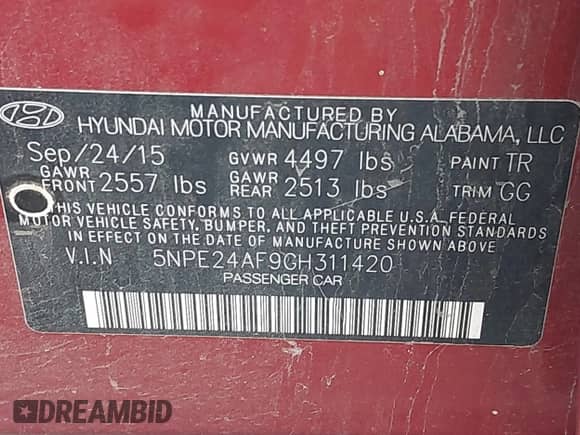 MANUFACTURED BY
HYUNDAI MOTOR MANUFACTURING ALABAMA, LLC
Sep/24/15 GVWR 4497 lbs PAINT TR
GAWR FRONT 2557 lbs GAWR REAR 2513 lbs TRIM GG
THIS VEHICLE CONFORMS TO ALL APPLICABLE U.S.A. FEDERAL
MOTOR VEHICLE SAFETY, BUMPER, AND THEFT PREVENTION STANDARDS
IN EFFECT ON THE DATE OF MANUFACTURE SHOWN ABOVE
V.I.N 5NPE24AF9GH311420
PASSENGER CAR
DREAMBID